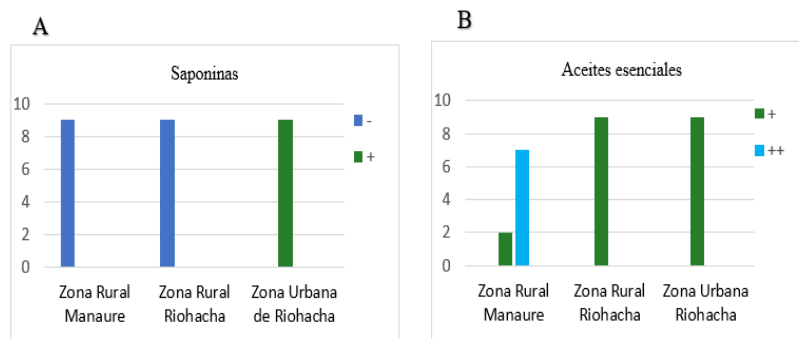 A
Saponinas
10
8
6
4
2
0
-
+
Zona Rural
Manaure
Zona Rural
Riohacha
Zona Urbana
de Riohacha
B
Aceites esenciales
10
8
6
4
2
0
+
++
Zona Rural
Manaure
Zona Rural
Riohacha
Zona Urbana
Riohacha